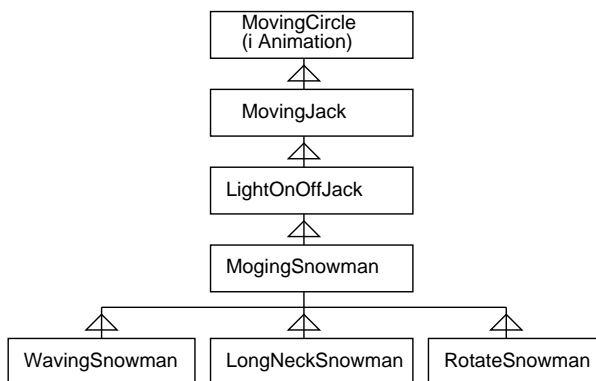 MovingCircle
(i Animation)
MovingJack
LightOnOffJack
MogingSnowman
WavingSnowman
LongNeckSnowman
RotateSnowman